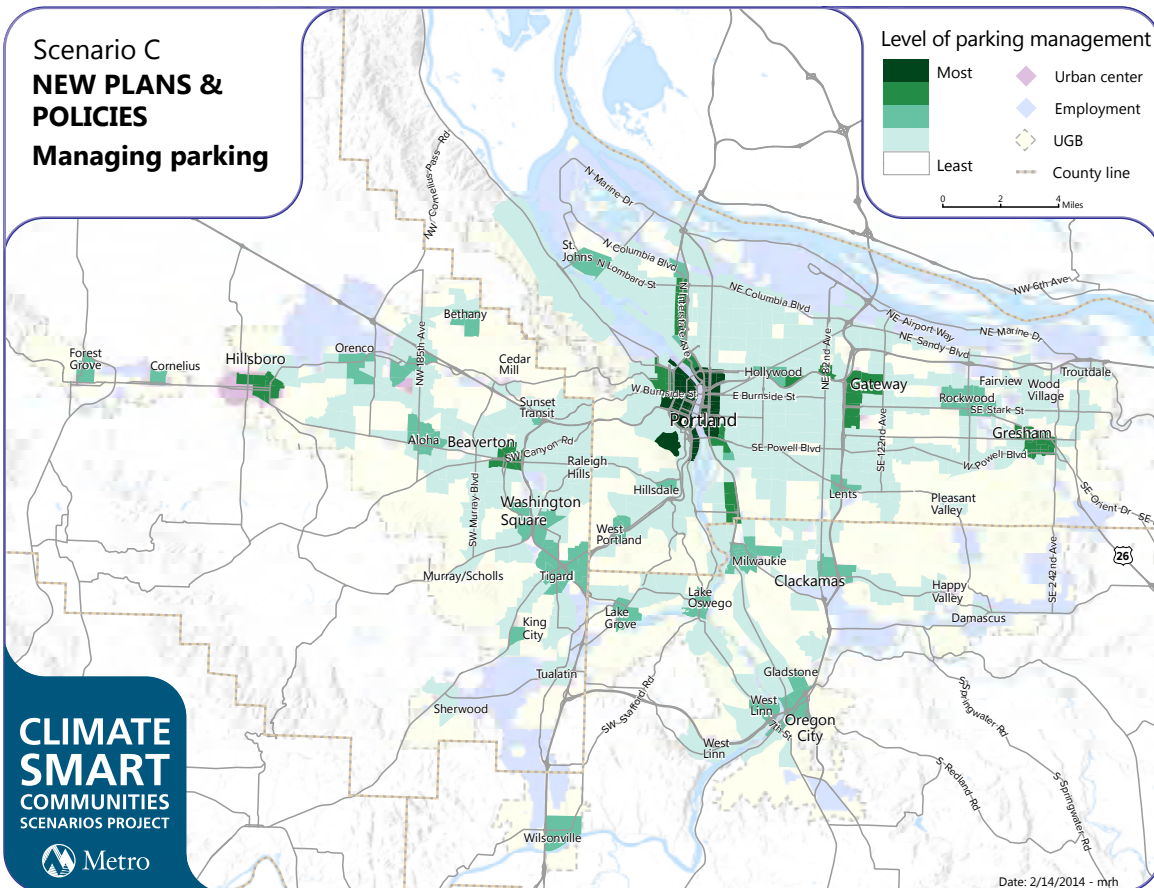 Scenario C
NEW PLANS &
POLICIES
Managing parking
Level of parking management
Most
Least
Urban center
Employment
UGB
County line
0 2 4 Miles
NW Cornelius Pass Rd
N Marine Dr
St.
Johns
N Columbia Blvd
N Lombard St
N Interstate Ave
NE Columbia Blvd
NW 6th Ave
NE Airport Way
NE Marine Dr
NE Sandy Blvd
Bethany
NW 185th Ave
Forest
Grove
Cornelius
Hillsboro
Orenco
Cedar
Mill
Sunset
Transit
W Burnside St
Hollywood
E Burnside St
NE 82nd Ave
Gateway
Fairview
Wood
Village
Troutdale
Rockwood
SE Stark St
Portland
Aloha
Beaverton
SW Canyon Rd
Raleigh
Hills
SE Powell Blvd
SE 122nd Ave
Gresham
W Powell Blvd
SW Murray Blvd
Washington
Square
Hillsdale
Lents
Pleasant
Valley
SE Orient Dr
SE
West
Portland
Murray/Scholls
Tigard
Milwaukie
Clackamas
Happy
Valley
SE 242nd Ave
26
Damascus
King
City
Lake
Grove
Lake
Oswego
Tualatin
Gladstone
Sherwood
SW Stafford Rd
West
Linn
7th St
Oregon
City
West
Linn
S Springwater Rd
S Redland Rd
S Springwater Rd
Wilsonville
CLIMATE
SMART
COMMUNITIES
SCENARIOS PROJECT
Metro
Date: 2/14/2014 - mrh